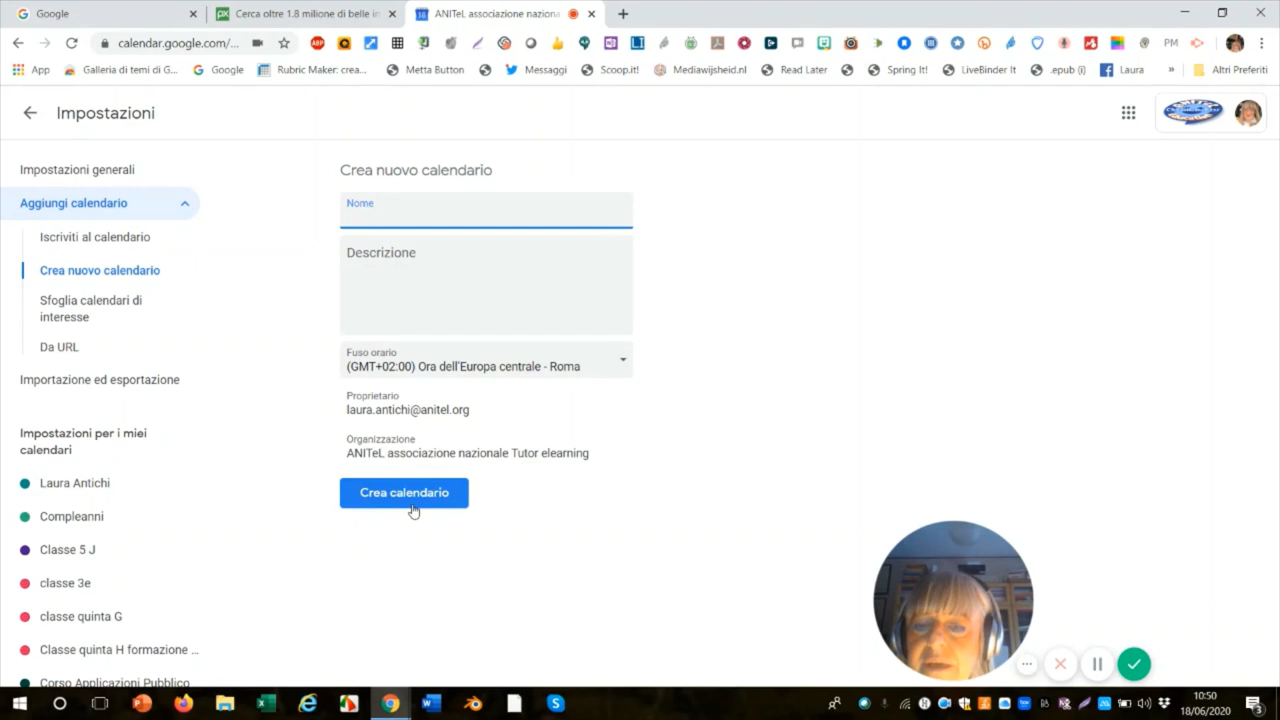 Google
Cerca oltre 1.8 milione di belle in
ANITeL associazione naziona
calendar.google.com/...
ABP
PM
App
Galleria di temi di G...
Google
Rubric Maker: crea...
Metta Button
Messaggi
Scoop.it!
Mediawijsheid.nl
Read Later
Spring It!
LiveBinder It
.epub (i)
Laura
»
Altri Preferiti
Impostazioni
Impostazioni generali
Aggiungi calendario
Iscriviti al calendario
Crea nuovo calendario
Sfoglia calendari di
interesse
Da URL
Importazione ed esportazione
Impostazioni per i miei
calendari
Laura Antichi
Compleanni
Classe 5 J
classe 3e
classe quinta G
Classe quinta H formazione ...
Corso Applicazioni Pubblico
Crea nuovo calendario
Nome
Descrizione
Fuso orario
(GMT+02:00) Ora dell'Europa centrale - Roma
Proprietario
laura.antichi@anitel.org
Organizzazione
ANITeL associazione nazionale Tutor elearning
Crea calendario
10:50
18/06/2020
3